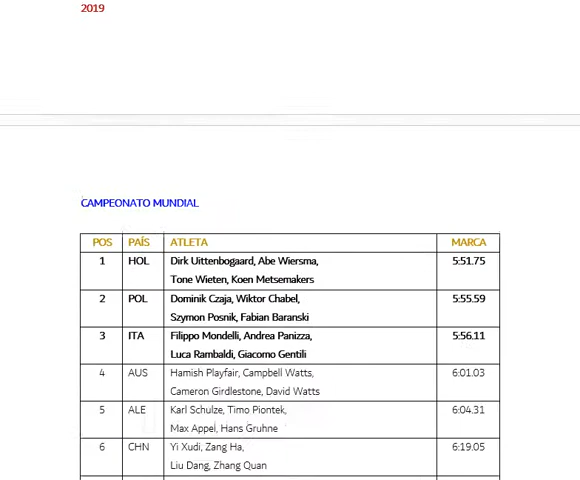 2019
CAMPEONATO MUNDIAL
POS PAÍS ATLETA MARCA
1 HOL Dirk Uittenbogaard, Abe Wiersma, 5:51.75
Tone Wieten, Koen Metsemakers
2 POL Dominik Czaja, Wiktor Chabel, 5:55.59
Szymon Posnik, Fabian Baranski
3 ITA Filippo Mondelli, Andrea Panizza, 5:56.11
Luca Rambaldi, Giacomo Gentili
4 AUS Hamish Playfair, Campbell Watts, 6:01.03
Cameron Girdlestone, David Watts
5 ALE Karl Schulze, Timo Piontek, 6:04.31
Max Appel, Hans Gruhne
6 CHN Yi Xudi, Zang Ha, 6:19.05
Liu Dang, Zhang Quan